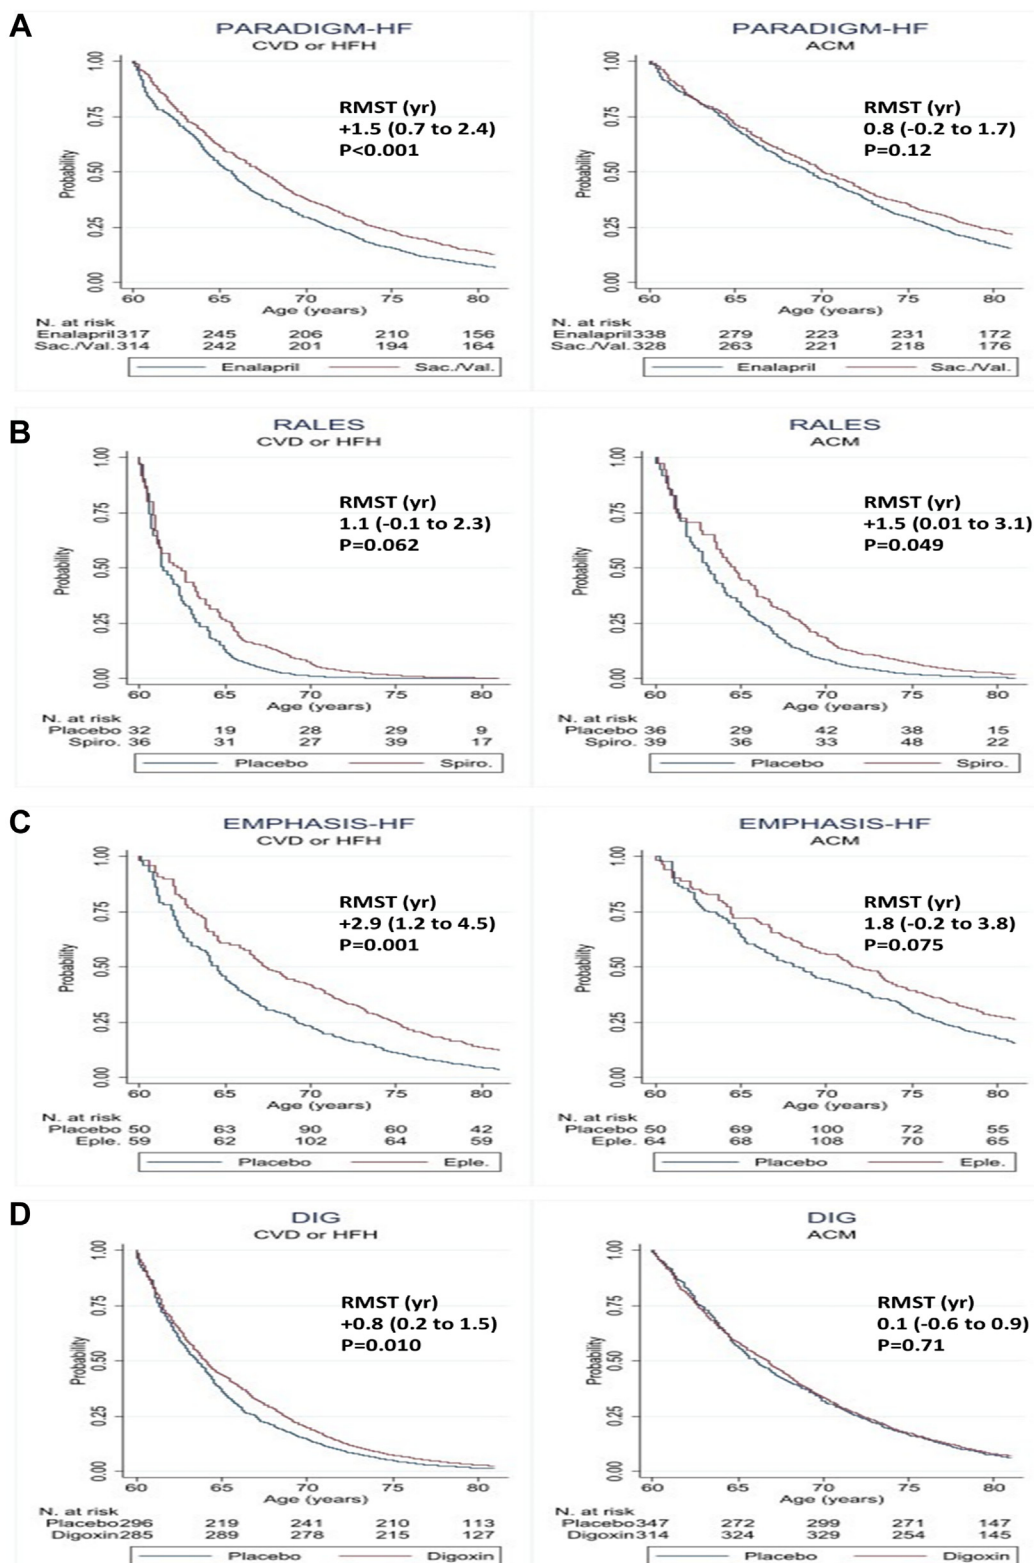 A
PARADIGM-HF
CVD or HFH
1.00
0.75
0.50
0.25
0.00
Probability
RMST (yr)
+1.5 (0.7 to 2.4)
P<0.001
60 65 70 75 80
Age (years)
N. at risk
Enalapril 317 245 206 210 156
Sac./Val. 314 242 201 194 164
Enalapril Sac./Val.
PARADIGM-HF
ACM
1.00
0.75
0.50
0.25
0.00
Probability
RMST (yr)
0.8 (-0.2 to 1.7)
P=0.12
60 65 70 75 80
Age (years)
N. at risk
Enalapril 338 279 223 231 172
Sac./Val. 328 263 221 218 176
Enalapril Sac./Val.
B
RALES
CVD or HFH
1.00
0.75
0.50
0.25
0.00
Probability
RMST (yr)
1.1 (-0.1 to 2.3)
P=0.062
60 65 70 75 80
Age (years)
N. at risk
Placebo 32 19 28 29 9
Spiro. 36 31 27 39 17
Placebo Spiro.
RALES
ACM
1.00
0.75
0.50
0.25
0.00
Probability
RMST (yr)
+1.5 (0.01 to 3.1)
P=0.049
60 65 70 75 80
Age (years)
N. at risk
Placebo 36 29 42 38 15
Spiro. 39 36 33 48 22
Placebo Spiro.
C
EMPHASIS-HF
CVD or HFH
1.00
0.75
0.50
0.25
0.00
Probability
RMST (yr)
+2.9 (1.2 to 4.5)
P=0.001
60 65 70 75 80
Age (years)
N. at risk
Placebo 50 63 90 60 42
Eple. 59 62 102 64 59
Placebo Eple.
EMPHASIS-HF
ACM
1.00
0.75
0.50
0.25
0.00
Probability
RMST (yr)
1.8 (-0.2 to 3.8)
P=0.075
60 65 70 75 80
Age (years)
N. at risk
Placebo 50 69 100 72 55
Eple. 64 68 108 70 65
Placebo Eple.
D
DIG
CVD or HFH
1.00
0.75
0.50
0.25
0.00
Probability
RMST (yr)
+0.8 (0.2 to 1.5)
P=0.010
60 65 70 75 80
Age (years)
N. at risk
Placebo 296 219 241 210 113
Digoxin 285 289 278 215 127
Placebo Digoxin
DIG
ACM
1.00
0.75
0.50
0.25
0.00
Probability
RMST (yr)
0.1 (-0.6 to 0.9)
P=0.71
60 65 70 75 80
Age (years)
N. at risk
Placebo 347 272 299 271 147
Digoxin 314 324 329 254 145
Placebo Digoxin